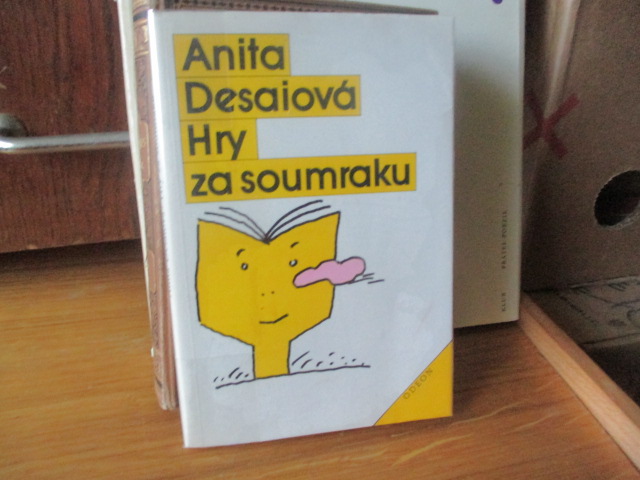 Anita
Desaiová
Hry
za soumraku
ODEON